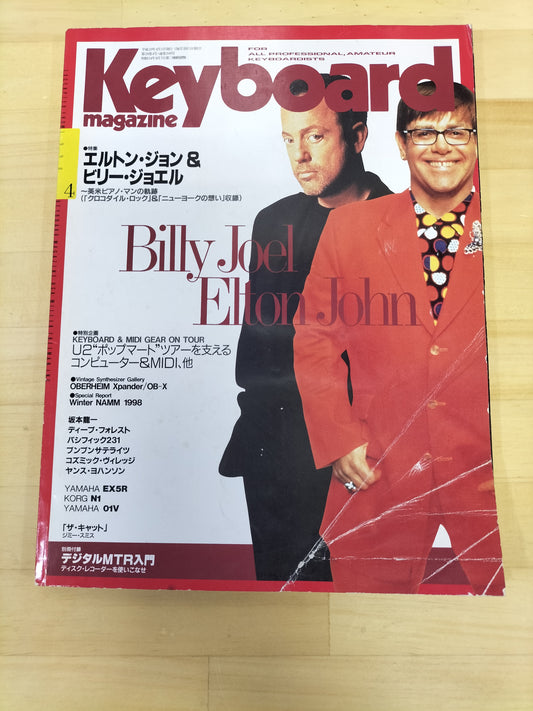 FOR
ALL PROFESSIONAL, AMATEUR
KEYBOARDISTS
Keyboard
magazine
4
●特集
エルトン・ジョン&
ビリー・ジョエル
〜英米ピアノ・マンの軌跡
(「クロコダイル・ロック」&「ニューヨークの想い」収録)
Billy Joel
Elton John
●特別企画
KEYBOARD & MIDI GEAR ON TOUR
U2“ポップマート”ツアーを支える
コンピューター&MIDI、他
●Vintage Synthesizer Gallery
OBERHEIM Xpander/OB-X
●Special Report
Winter NAMM 1998
坂本龍一
ディープ・フォレスト
パシフィック231
ブンブンサテライツ
コズミック・ヴィレッジ
ヤンス・ヨハンソン
YAMAHA EX5R
KORG N1
YAMAHA 01V
「ザ・キャット」
ジミー・スミス
別冊付録
デジタルMTR入門
ディスク・レコーダーを使いこなせ